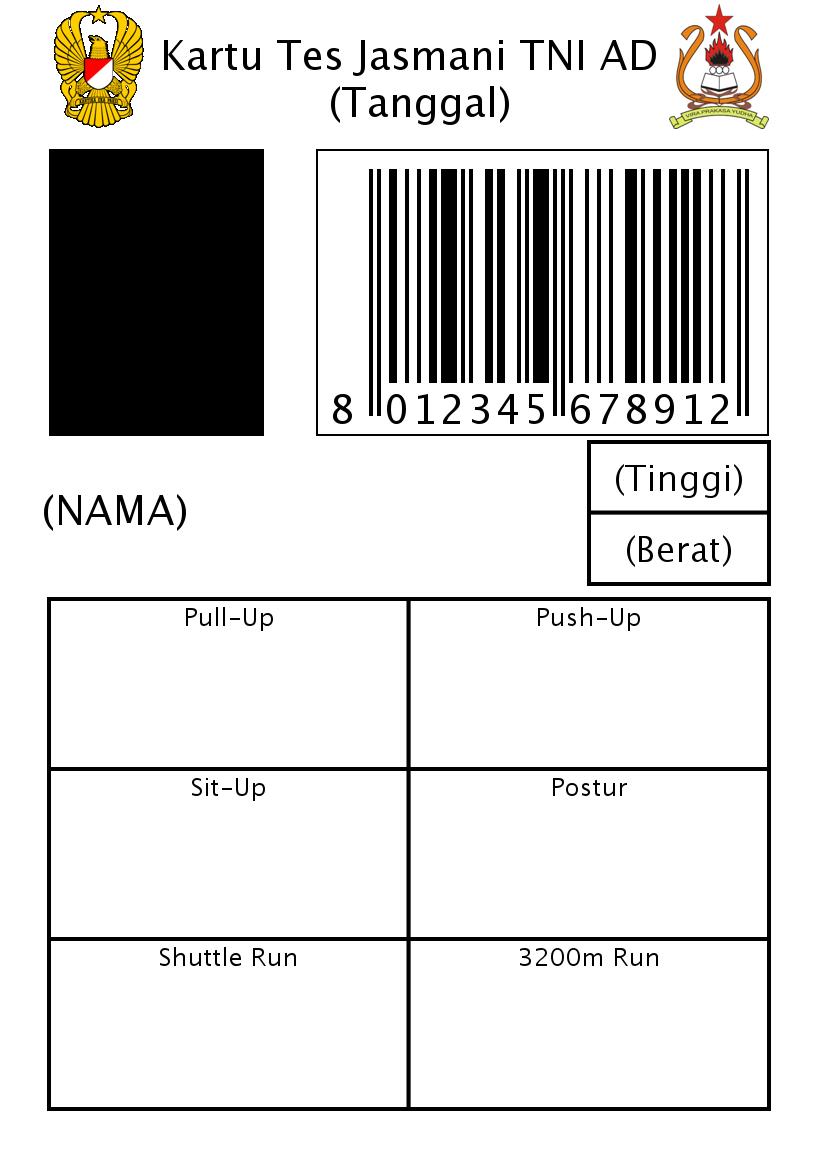 Kartu Tes Jasmani TNI AD
(Tanggal)
VIRA PRAKASA YUDHA
8 012345 678912
(Tinggi)
(NAMA)
(Berat)
Pull-Up
Push-Up
Sit-Up
Postur
Shuttle Run
3200m Run